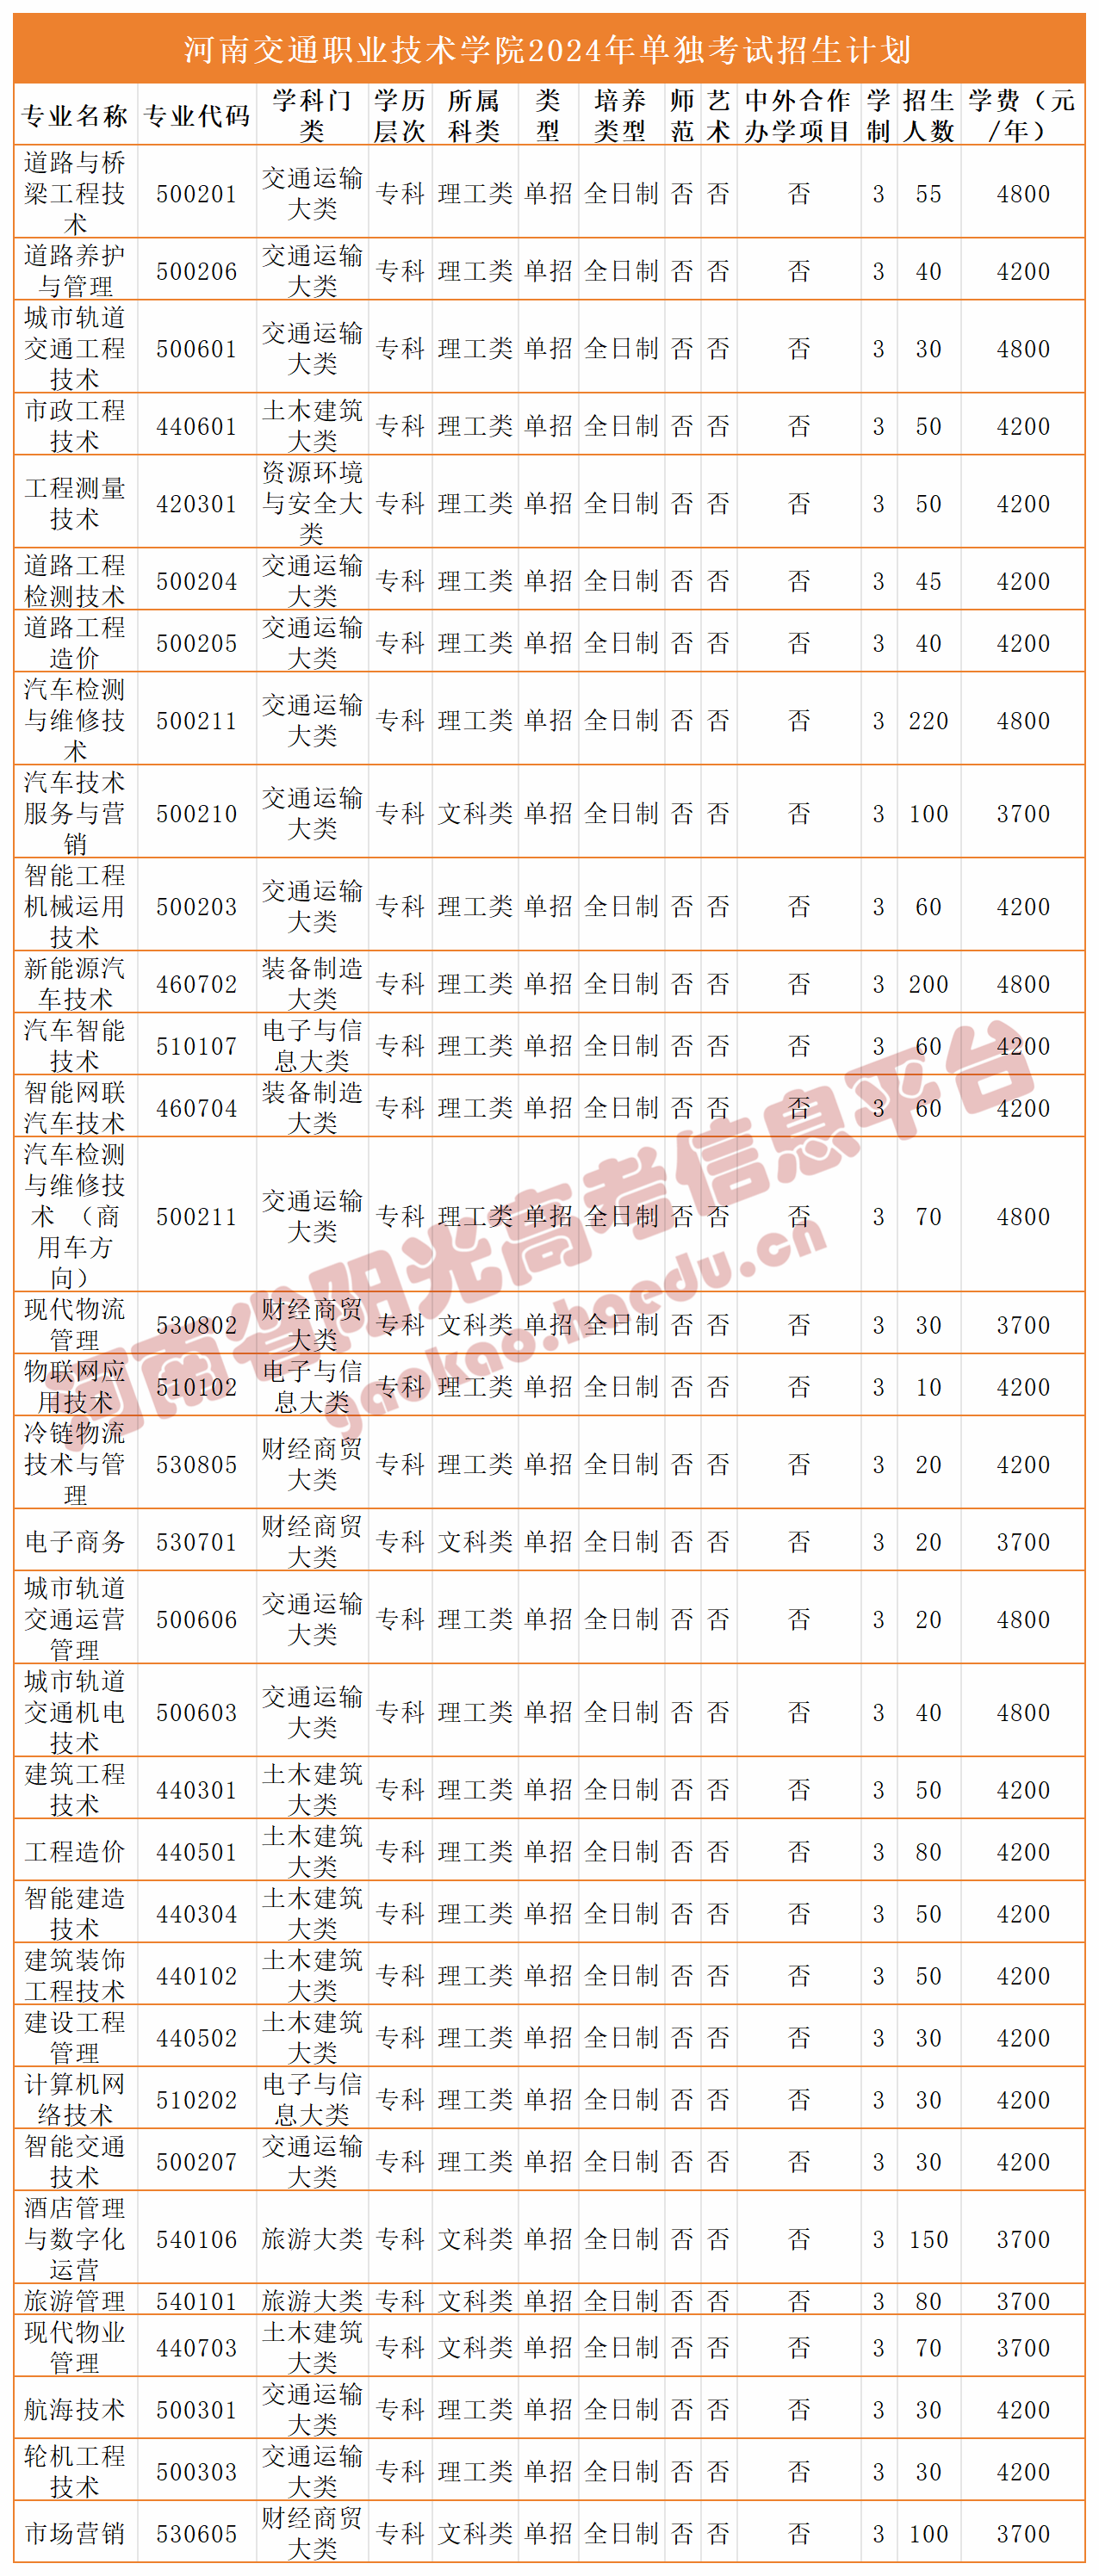 河南交通职业技术学院2024年单独考试招生计划
专业名称 专业代码 学科门类 学历层次 所属科类 类型 培养类型 师范 艺术 中外合作办学项目 学制 招生人数 学费（元/年）
道路与桥梁工程技术 500201 交通运输大类 专科 理工类 单招 全日制 否 否 否 3 55 4800
道路养护与管理 500206 交通运输大类 专科 理工类 单招 全日制 否 否 否 3 40 4200
城市轨道交通工程技术 500601 交通运输大类 专科 理工类 单招 全日制 否 否 否 3 30 4800
市政工程技术 440601 土木建筑大类 专科 理工类 单招 全日制 否 否 否 3 50 4200
工程测量技术 420301 资源环境与安全大类 专科 理工类 单招 全日制 否 否 否 3 50 4200
道路工程检测技术 500204 交通运输大类 专科 理工类 单招 全日制 否 否 否 3 45 4200
道路工程造价 500205 交通运输大类 专科 理工类 单招 全日制 否 否 否 3 40 4200
汽车检测与维修技术 500211 交通运输大类 专科 理工类 单招 全日制 否 否 否 3 220 4800
汽车技术服务与营销 500210 交通运输大类 专科 文科类 单招 全日制 否 否 否 3 100 3700
智能工程机械运用技术 500203 交通运输大类 专科 理工类 单招 全日制 否 否 否 3 60 4200
新能源汽车技术 460702 装备制造大类 专科 理工类 单招 全日制 否 否 否 3 200 4800
汽车智能技术 510107 电子与信息大类 专科 理工类 单招 全日制 否 否 否 3 60 4200
智能网联汽车技术 460704 装备制造大类 专科 理工类 单招 全日制 否 否 否 3 60 4200
汽车检测与维修技术 （商用车方向） 500211 交通运输大类 专科 理工类 单招 全日制 否 否 否 3 70 4800
现代物流管理 530802 财经商贸大类 专科 文科类 单招 全日制 否 否 否 3 30 3700
物联网应用技术 510102 电子与信息大类 专科 理工类 单招 全日制 否 否 否 3 10 4200
冷链物流技术与管理 530805 财经商贸大类 专科 理工类 单招 全日制 否 否 否 3 20 4200
电子商务 530701 财经商贸大类 专科 文科类 单招 全日制 否 否 否 3 20 3700
城市轨道交通运营管理 500606 交通运输大类 专科 理工类 单招 全日制 否 否 否 3 20 4800
城市轨道交通机电技术 500603 交通运输大类 专科 理工类 单招 全日制 否 否 否 3 40 4800
建筑工程技术 440301 土木建筑大类 专科 理工类 单招 全日制 否 否 否 3 50 4200
工程造价 440501 土木建筑大类 专科 理工类 单招 全日制 否 否 否 3 80 4200
智能建造技术 440304 土木建筑大类 专科 理工类 单招 全日制 否 否 否 3 50 4200
建筑装饰工程技术 440102 土木建筑大类 专科 理工类 单招 全日制 否 否 否 3 50 4200
建设工程管理 440502 土木建筑大类 专科 理工类 单招 全日制 否 否 否 3 30 4200
计算机网络技术 510202 电子与信息大类 专科 理工类 单招 全日制 否 否 否 3 30 4200
智能交通技术 500207 交通运输大类 专科 理工类 单招 全日制 否 否 否 3 30 4200
酒店管理与数字化运营 540106 旅游大类 专科 文科类 单招 全日制 否 否 否 3 150 3700
旅游管理 540101 旅游大类 专科 文科类 单招 全日制 否 否 否 3 80 3700
现代物业管理 440703 土木建筑大类 专科 文科类 单招 全日制 否 否 否 3 70 3700
航海技术 500301 交通运输大类 专科 理工类 单招 全日制 否 否 否 3 30 4200
轮机工程技术 500303 交通运输大类 专科 理工类 单招 全日制 否 否 否 3 30 4200
市场营销 530605 财经商贸大类 专科 文科类 单招 全日制 否 否 否 3 100 3700
河南省阳光高考信息平台
gaokao.haedu.cn